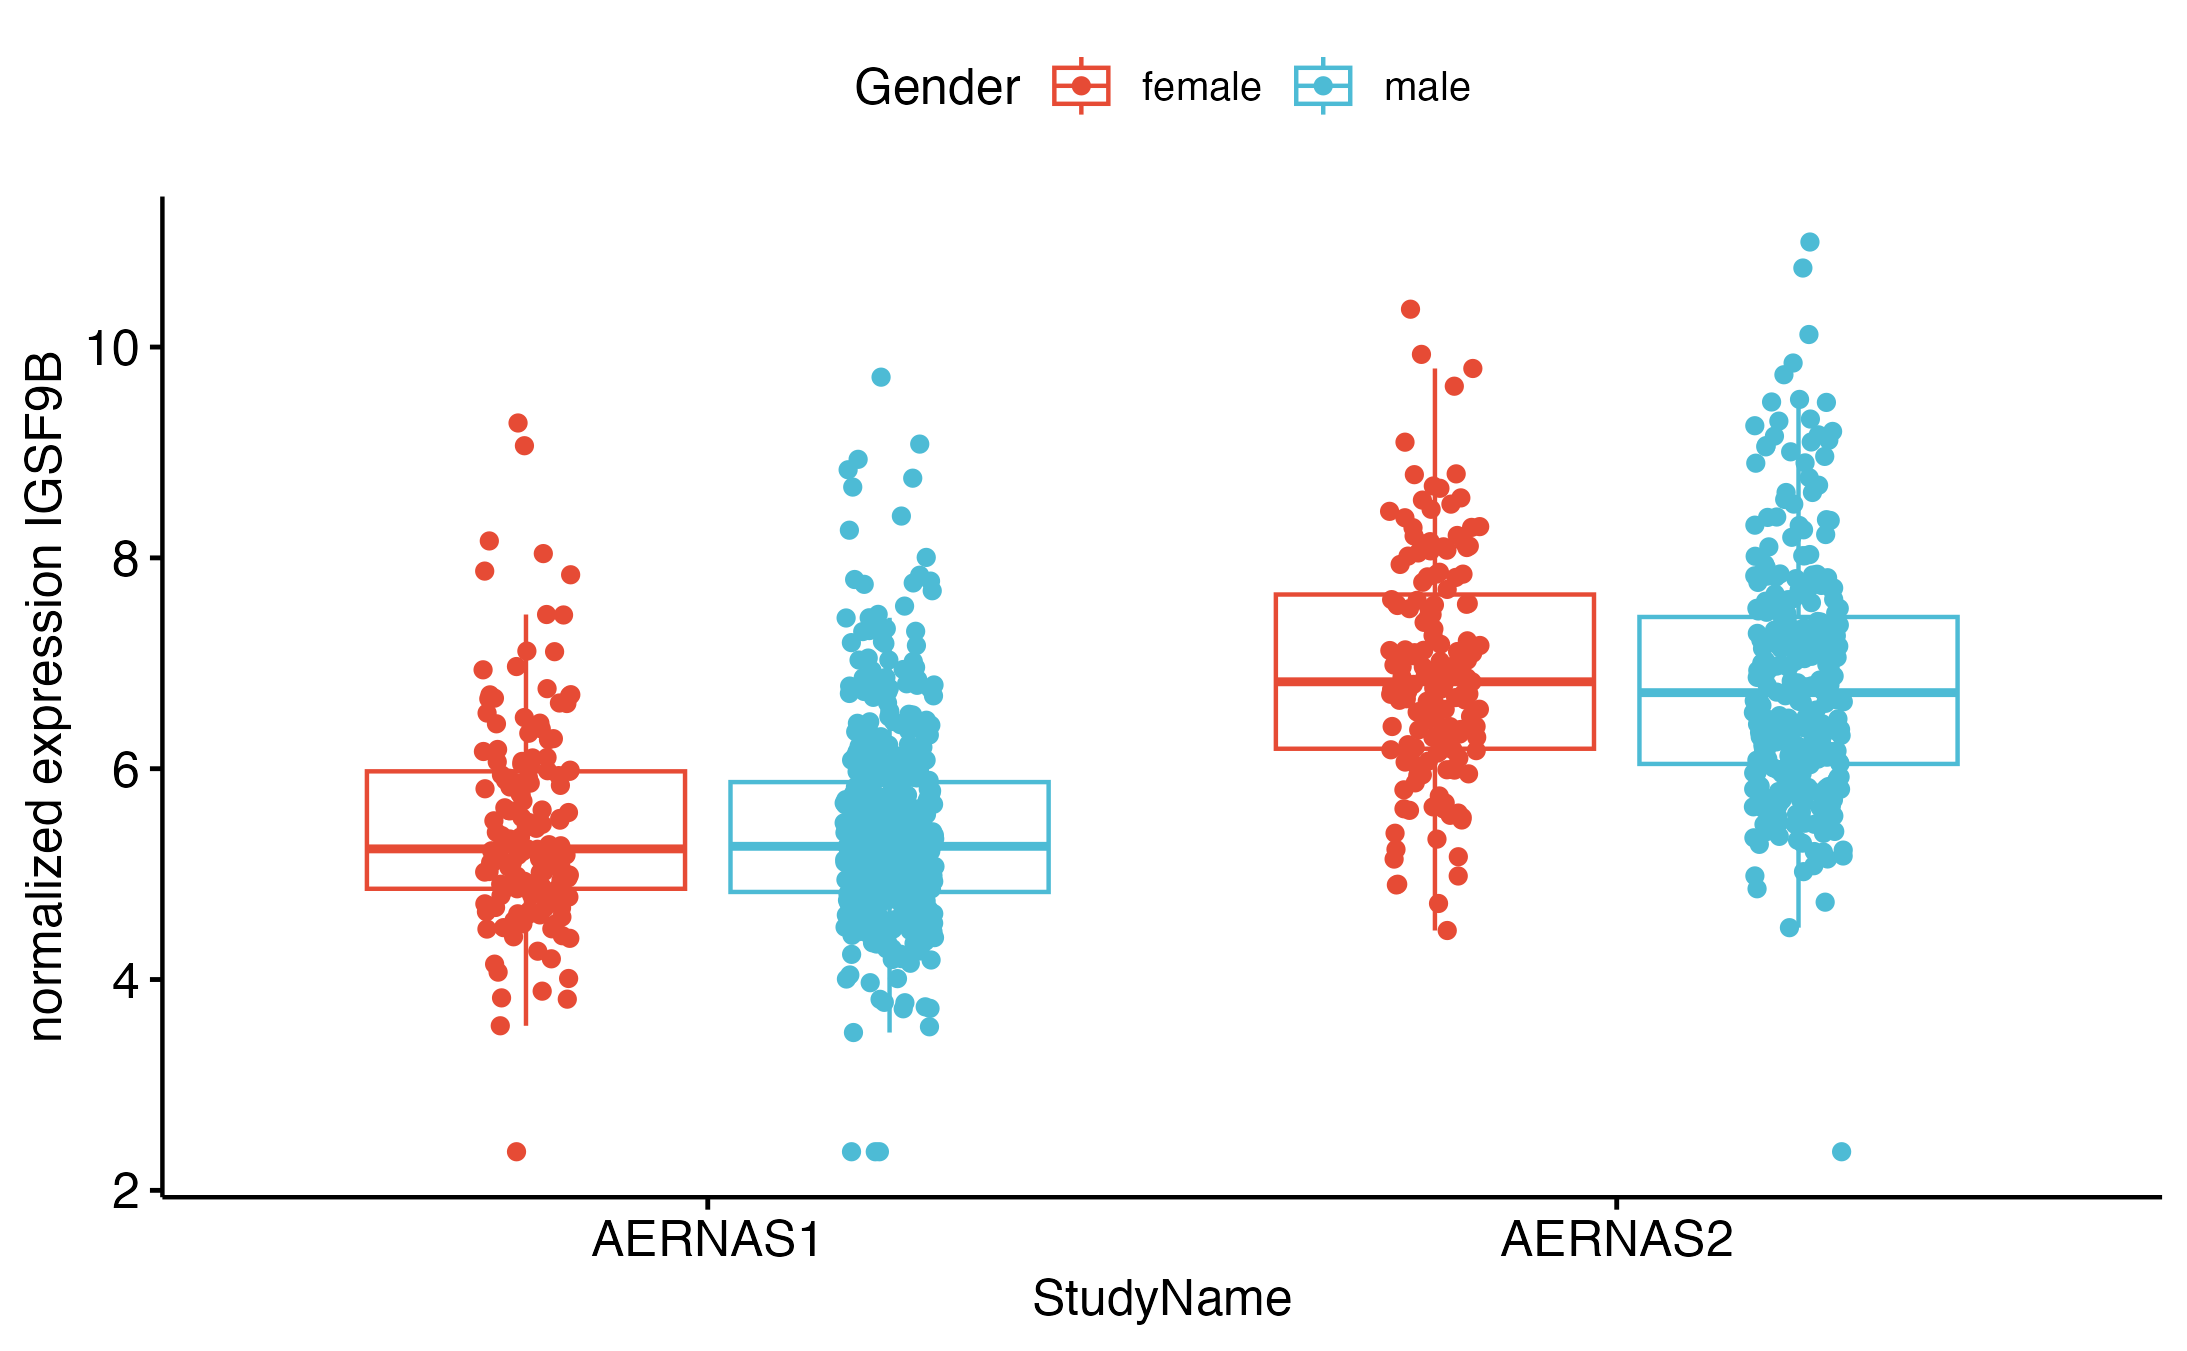 Gender female male
normalized expression IGSF9B
10
8
6
4
2
AERNAS1 AERNAS2
StudyName